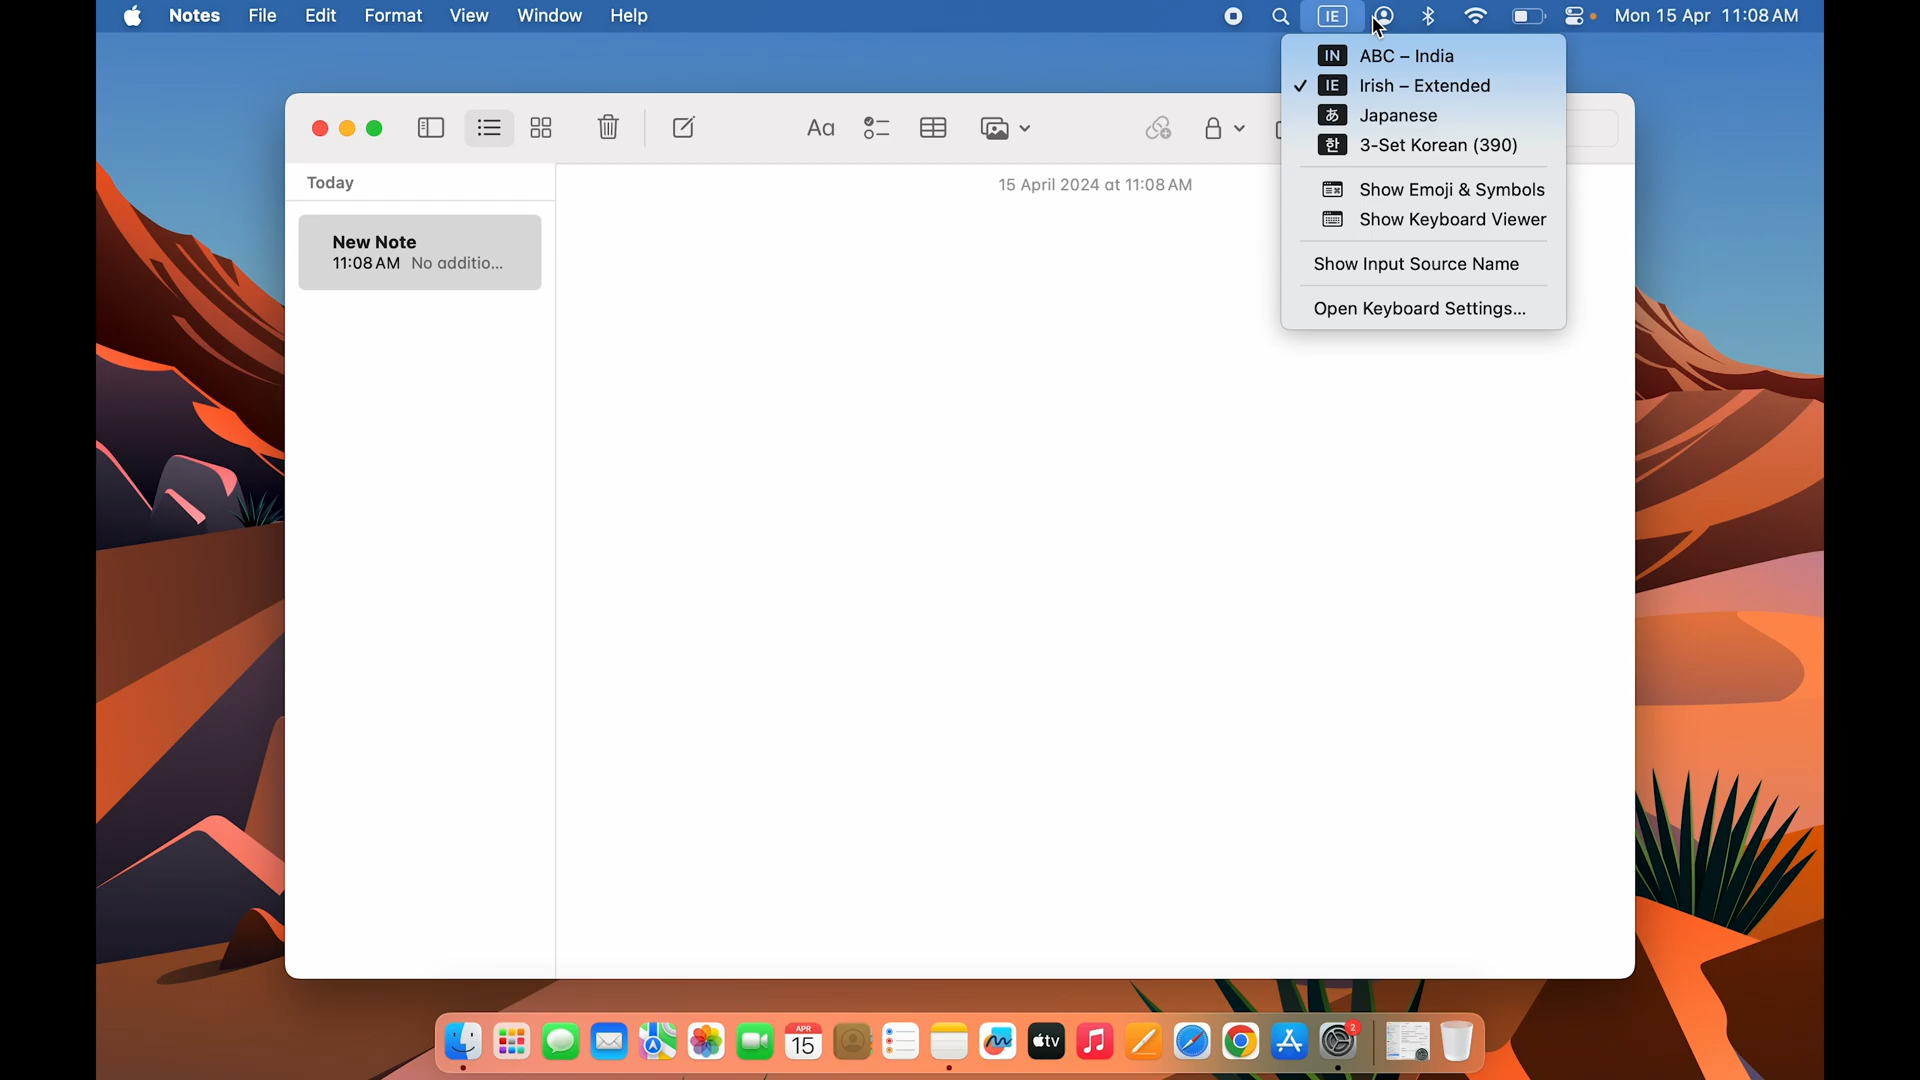 Notes File Edit Format View Window Help IE Mon 15 Apr 11:08 AM
IN ABC – India
✓ IE Irish – Extended
あ Japanese
한 3-Set Korean (390)
Show Emoji & Symbols
Show Keyboard Viewer
Show Input Source Name
Open Keyboard Settings...
Aa
Today
15 April 2024 at 11:08 AM
New Note
11:08 AM No additio...
APR
15
tv
2